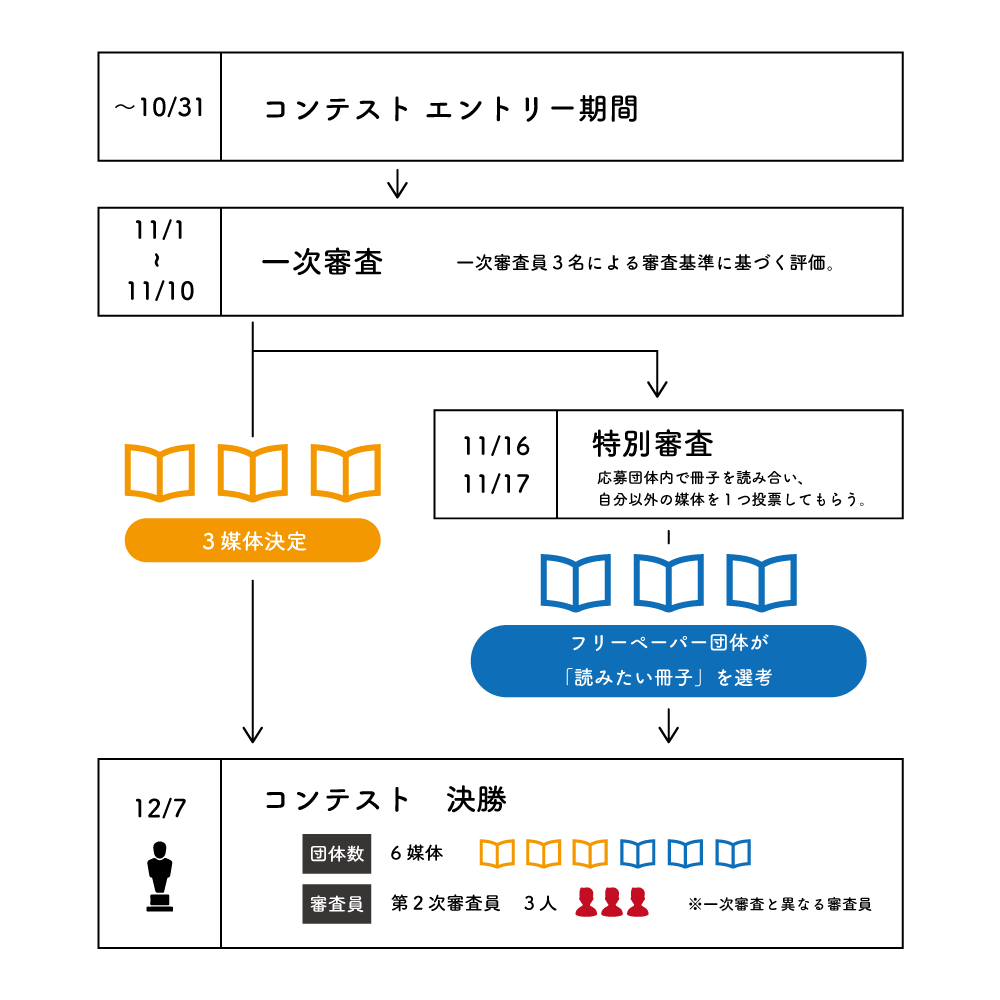 〜10/31
コンテスト エントリー期間
11/1
〜
11/10
一次審査
一次審査員3名による審査基準に基づく評価。
11/16
11/17
特別審査
応募団体内で冊子を読み合い、
自分以外の媒体を1つ投票してもらう。
3媒体決定
フリーペーパー団体が
「読みたい冊子」を選考
12/7
コンテスト 決勝
団体数 6媒体
審査員 第2次審査員 3人 ※一次審査と異なる審査員